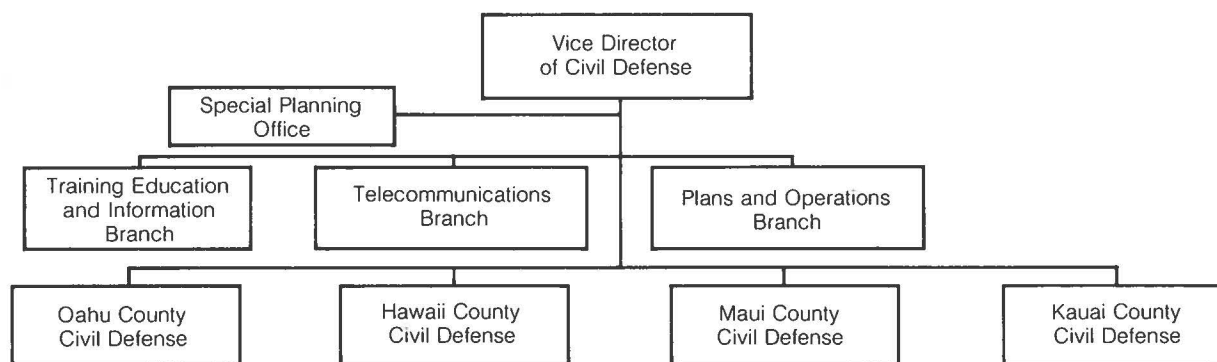 Vice Director
of Civil Defense
Special Planning
Office
Training Education
and Information
Branch
Telecommunications
Branch
Plans and Operations
Branch
Oahu County
Civil Defense
Hawaii County
Civil Defense
Maui County
Civil Defense
Kauai County
Civil Defense